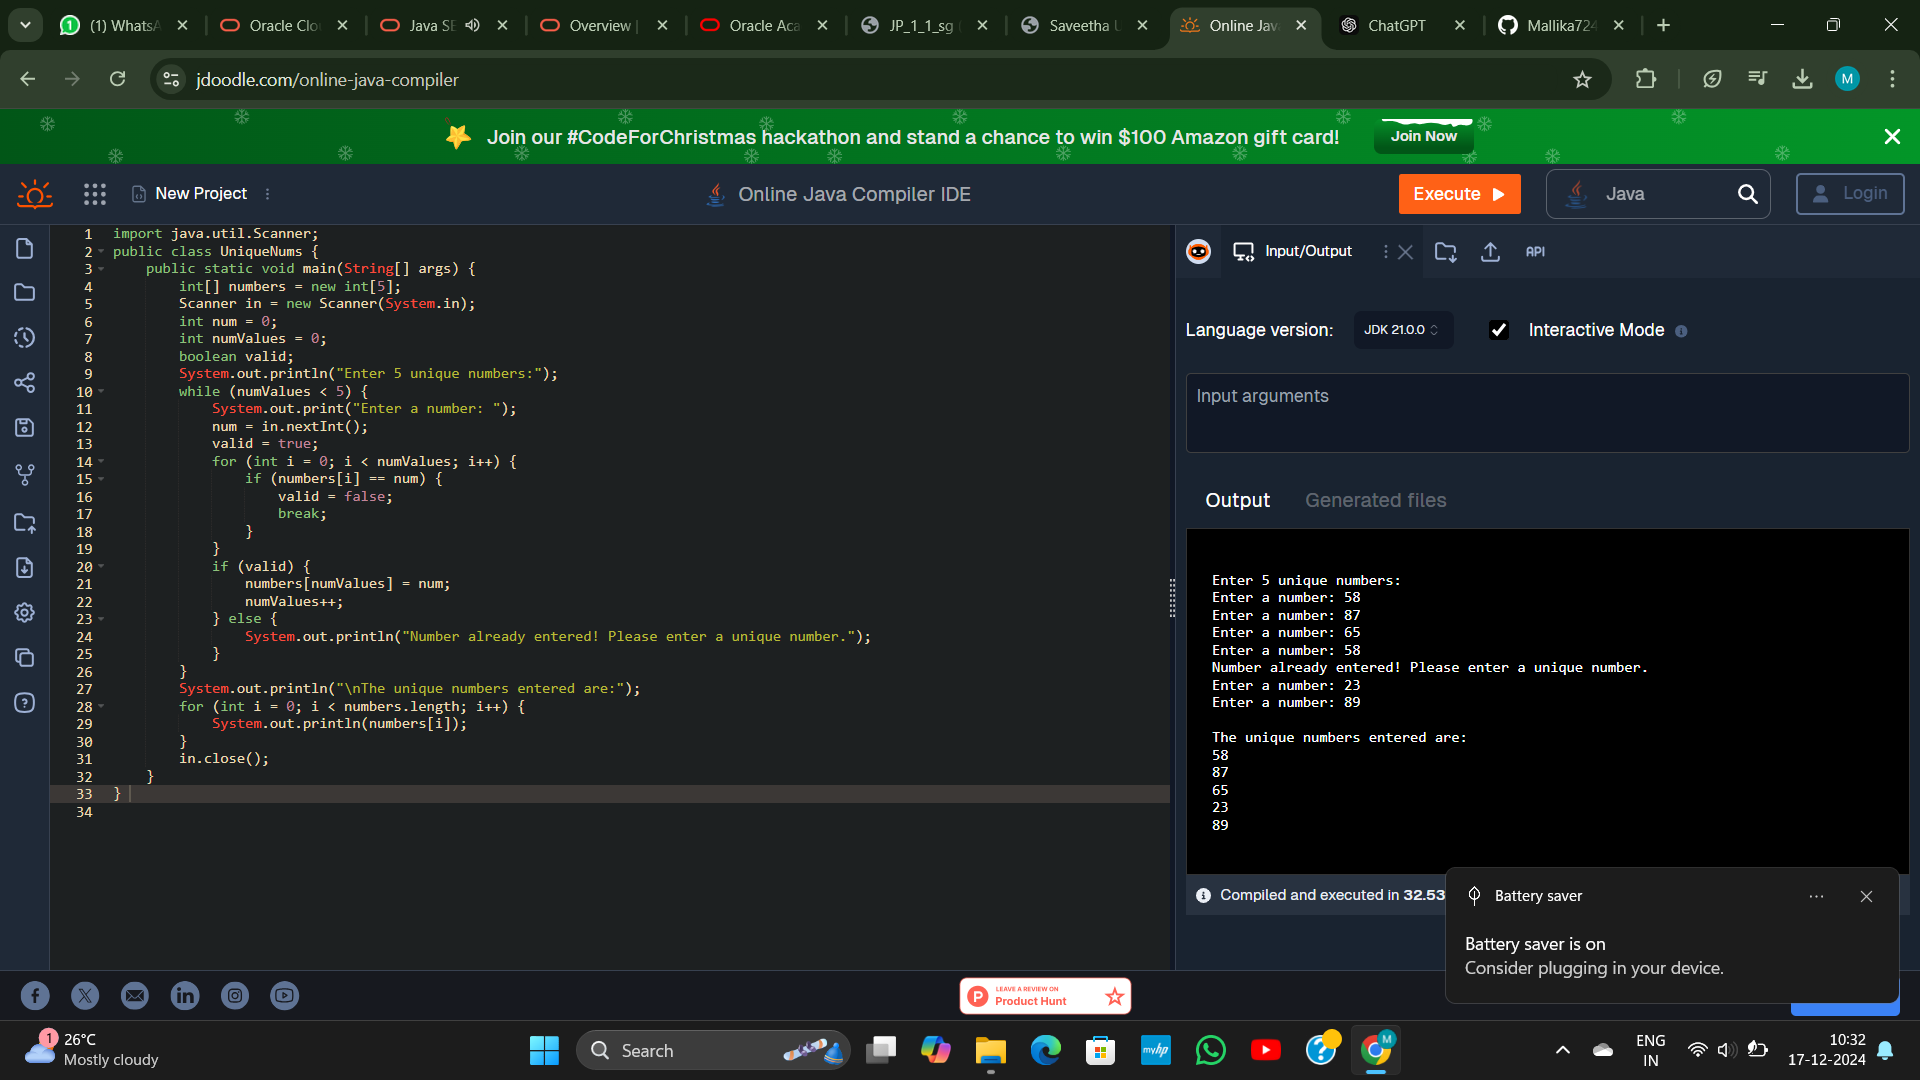 (1) WhatsA
Oracle Clo
Java SE
Overview |
Oracle Aca
JP_1_1_sg
Saveetha U
Online Java
ChatGPT
Mallika724
jdoodle.com/online-java-compiler
M
Join our #CodeForChristmas hackathon and stand a chance to win $100 Amazon gift card!
Join Now
New Project
Online Java Compiler IDE
Execute
Java
Login
1 import java.util.Scanner;
2 public class UniqueNums {
3 public static void main(String[] args) {
4 int[] numbers = new int[5];
5 Scanner in = new Scanner(System.in);
6 int num = 0;
7 int numValues = 0;
8 boolean valid;
9 System.out.println("Enter 5 unique numbers:");
10 while (numValues < 5) {
11 System.out.print("Enter a number: ");
12 num = in.nextInt();
13 valid = true;
14 for (int i = 0; i < numValues; i++) {
15 if (numbers[i] == num) {
16 valid = false;
17 break;
18 }
19 }
20 if (valid) {
21 numbers[numValues] = num;
22 numValues++;
23 } else {
24 System.out.println("Number already entered! Please enter a unique number.");
25 }
26 }
27 System.out.println("\nThe unique numbers entered are:");
28 for (int i = 0; i < numbers.length; i++) {
29 System.out.println(numbers[i]);
30 }
31 in.close();
32 }
33 }
34
Input/Output
API
Language version:
JDK 21.0.0
Interactive Mode
Input arguments
Output
Generated files
Enter 5 unique numbers:
Enter a number: 58
Enter a number: 87
Enter a number: 65
Enter a number: 58
Number already entered! Please enter a unique number.
Enter a number: 23
Enter a number: 89
The unique numbers entered are:
58
87
65
23
89
Compiled and executed in 32.53
Battery saver
Battery saver is on
Consider plugging in your device.
LEAVE A REVIEW ON
Product Hunt
1
26°C
Mostly cloudy
Search
myhp
M
ENG
IN
10:32
17-12-2024